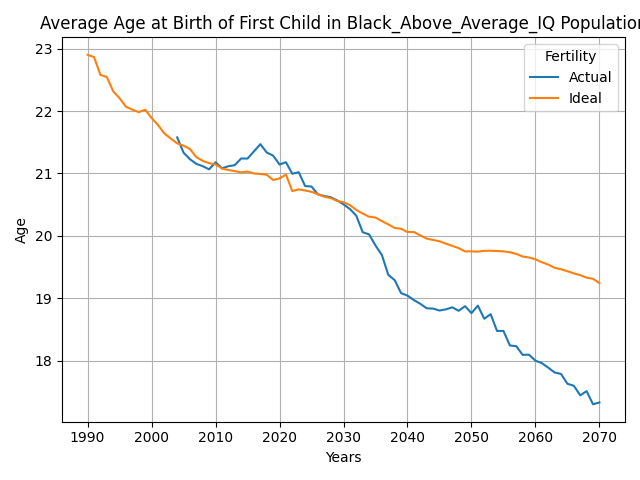 Average Age at Birth of First Child in Black_Above_Average_IQ Population
Fertility
Actual
Ideal
23
22
21
20
19
18
Age
1990 2000 2010 2020 2030 2040 2050 2060 2070
Years